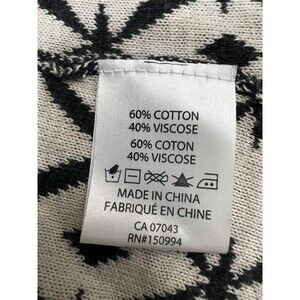 60% COTTON
40% VISCOSE
60% COTON
40% VISCOSE
MADE IN CHINA
FABRIQUÉ EN CHINE
CA 07043
RN#150994